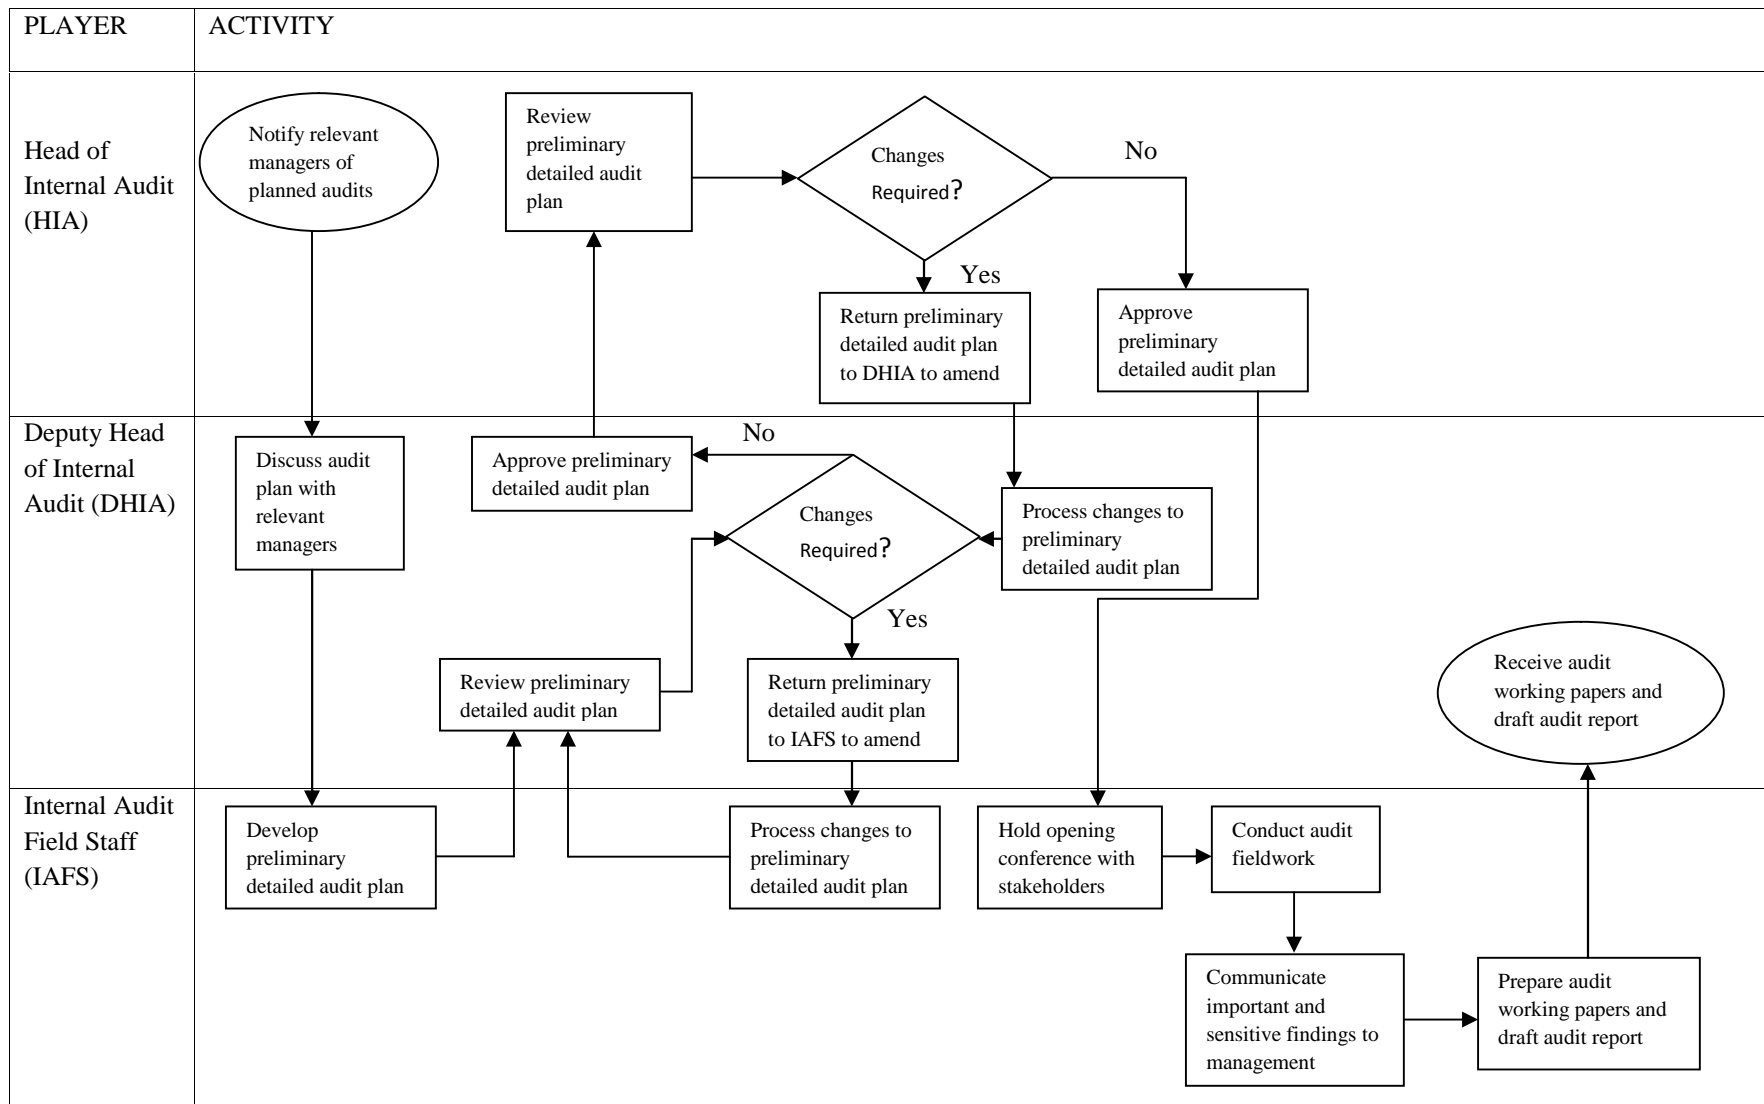 PLAYER
ACTIVITY
Head of
Internal Audit
(HIA)
Notify relevant
managers of
planned audits
Review
preliminary
detailed audit
plan
Changes
Required?
No
Yes
Return preliminary
detailed audit plan
to DHIA to amend
Approve
preliminary
detailed audit plan
Deputy Head
of Internal
Audit (DHIA)
Discuss audit
plan with
relevant
managers
Approve preliminary
detailed audit plan
No
Changes
Required?
Process changes to
preliminary
detailed audit plan
Yes
Review preliminary
detailed audit plan
Return preliminary
detailed audit plan
to IAFS to amend
Receive audit
working papers and
draft audit report
Internal Audit
Field Staff
(IAFS)
Develop
preliminary
detailed audit plan
Process changes to
preliminary
detailed audit plan
Hold opening
conference with
stakeholders
Conduct audit
fieldwork
Communicate
important and
sensitive findings to
management
Prepare audit
working papers and
draft audit report